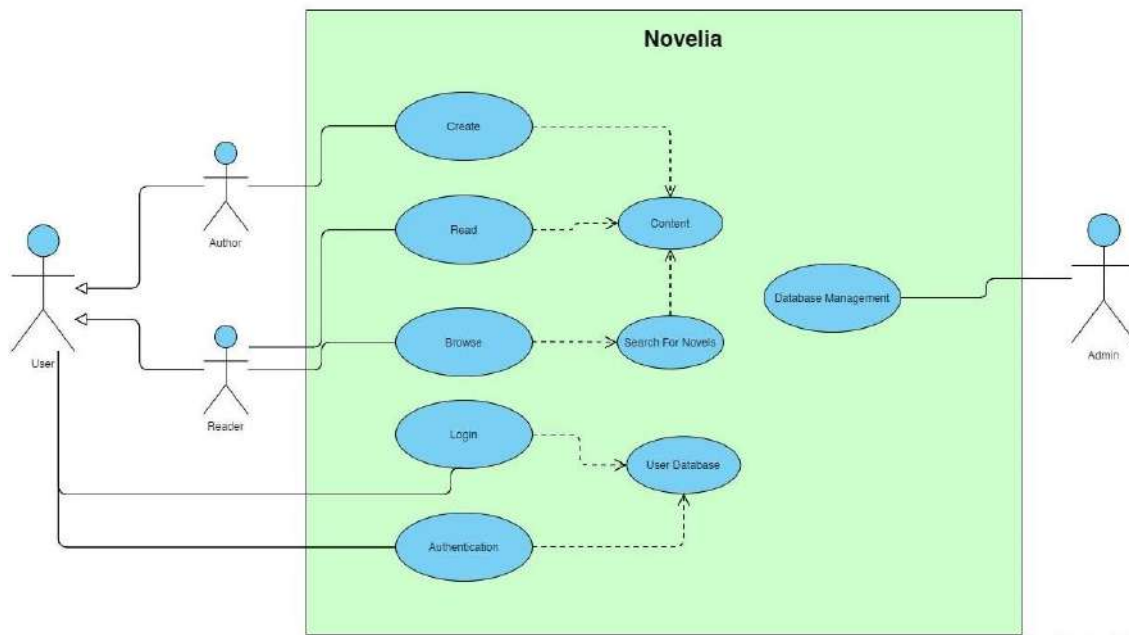 Novelia
Create
Author
Read
Content
User
Reader
Browse
Search For Novels
Database Management
Admin
Login
User Database
Authentication